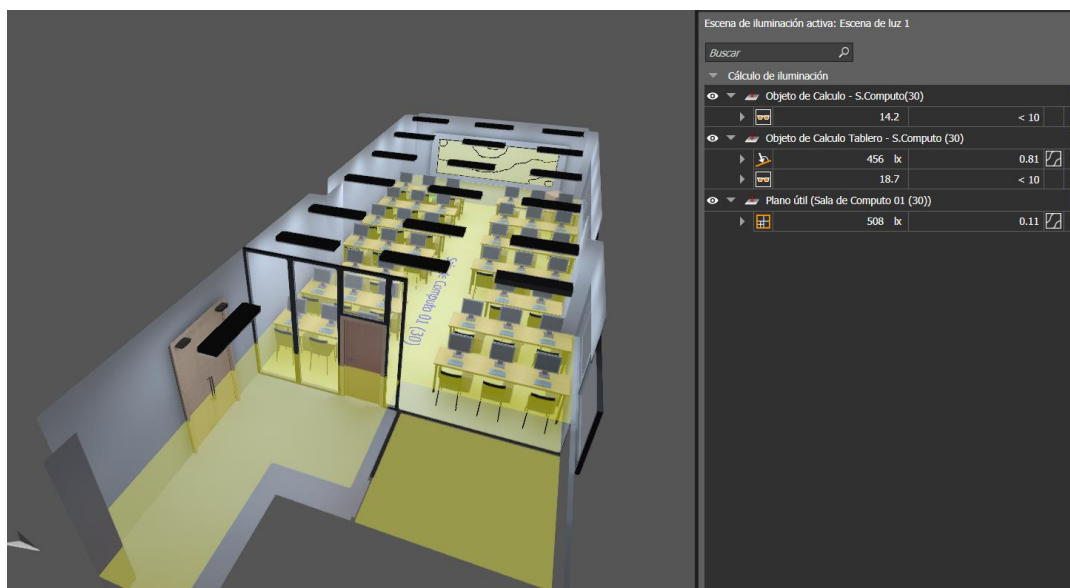 Escena de iluminación activa: Escena de luz 1
Buscar
Cálculo de iluminación
Objeto de Calculo - S.Computo(30)
14.2 < 10
Objeto de Calculo Tablero - S.Computo (30)
456 lx 0.81
18.7 < 10
Plano útil (Sala de Computo 01 (30))
508 lx 0.11
Sala de Computo 01 (30)